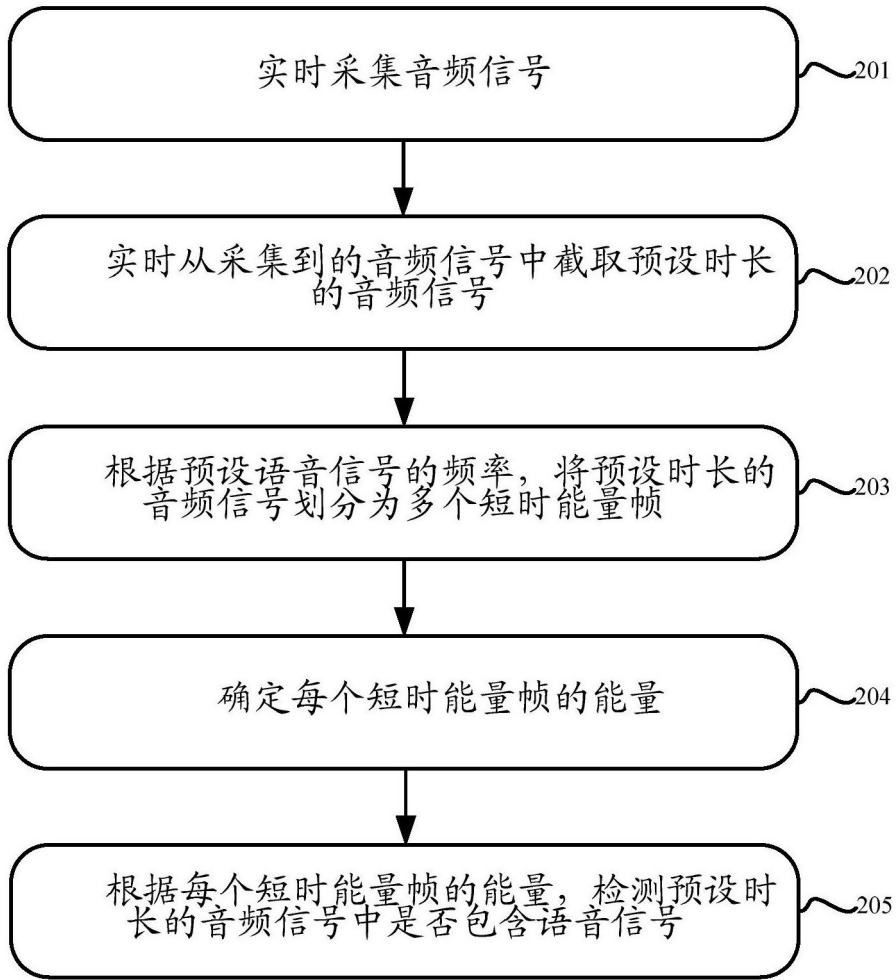 实时采集音频信号
201
实时从采集到的音频信号中截取预设时长
的音频信号
202
根据预设语音信号的频率，将预设时长的
音频信号划分为多个短时能量帧
203
确定每个短时能量帧的能量
204
根据每个短时能量帧的能量，检测预设时
长的音频信号中是否包含语音信号
205